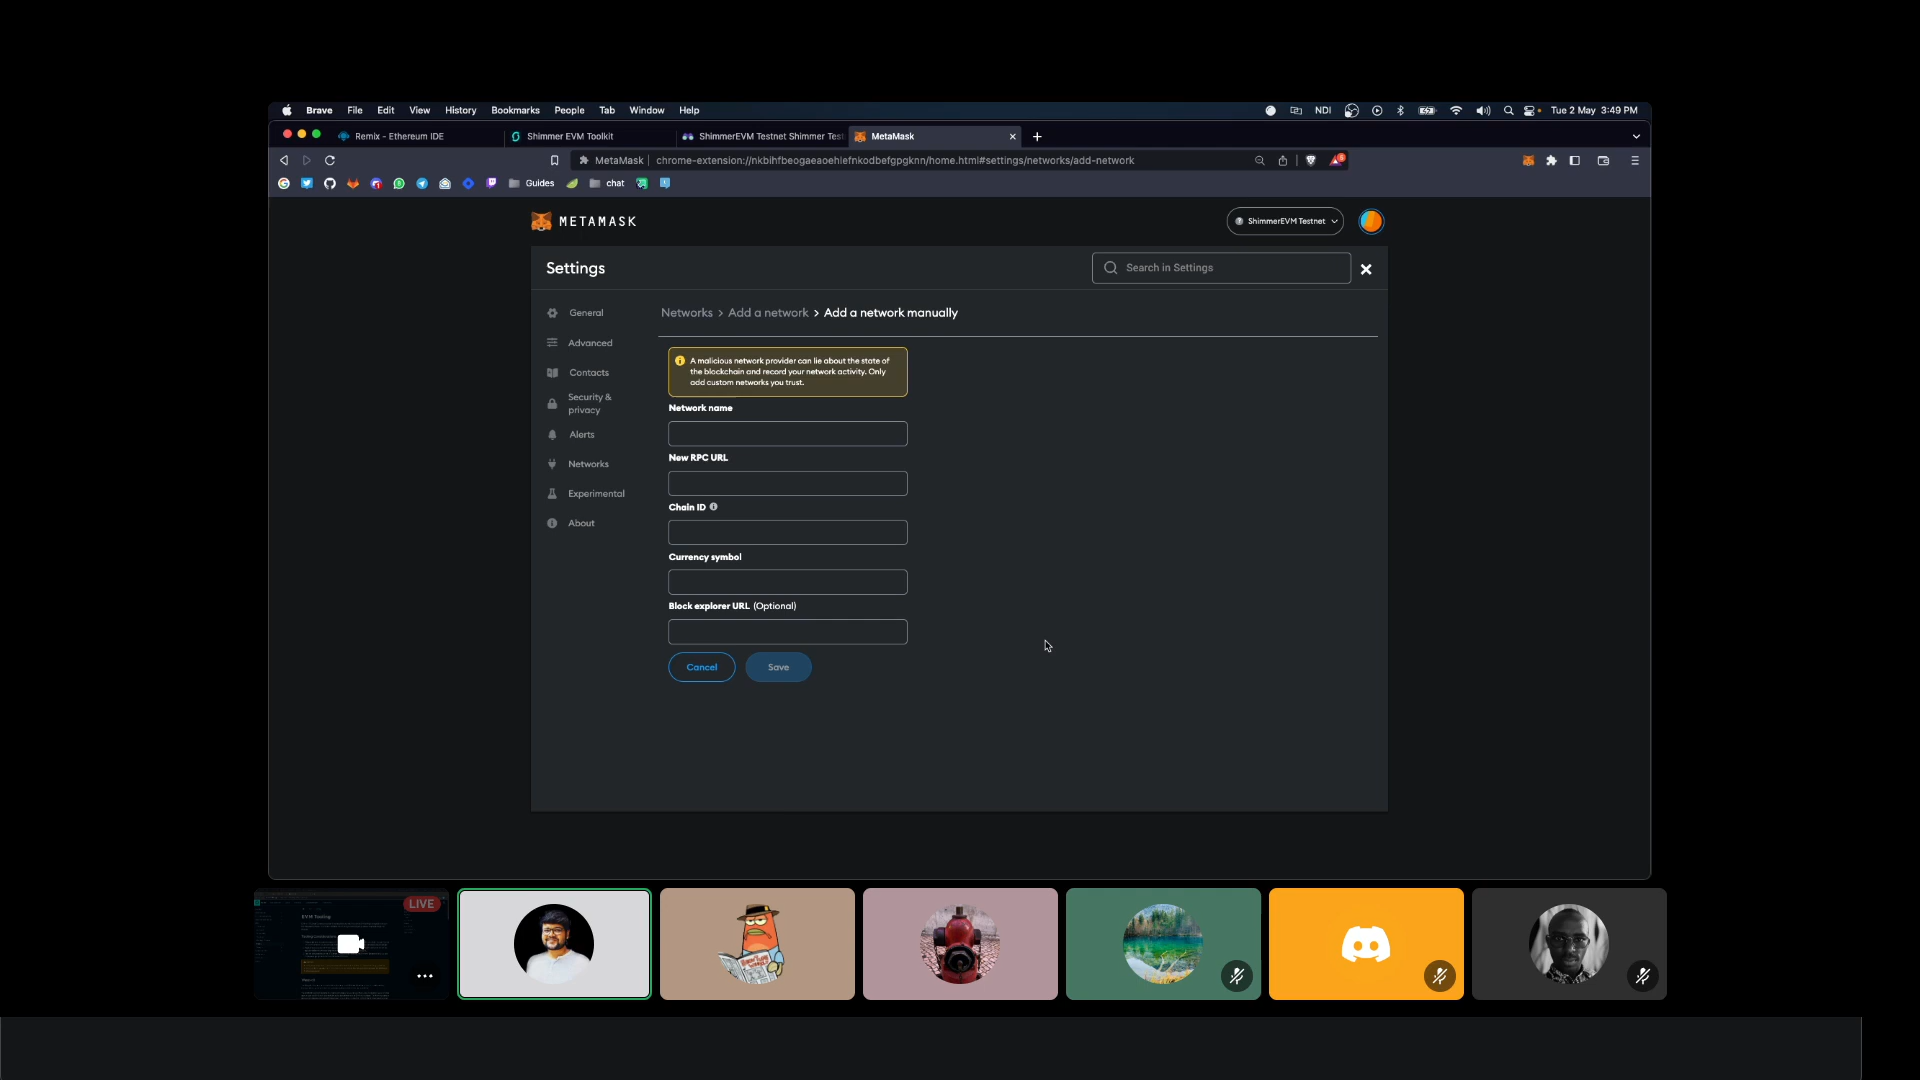 Brave File Edit View History Bookmarks People Tab Window Help NDI Tue 2 May 3:49 PM
Remix - Ethereum IDE Shimmer EVM Toolkit ShimmerEVM Testnet Shimmer Test MetaMask
MetaMask chrome-extension://nkbihfbeogaeaoehlefnkodbefgpgknn/home.html#settings/networks/add-network
Guides chat
METAMASK ShimmerEVM Testnet
Settings Search in Settings
General
Advanced
Contacts
Security &
privacy
Alerts
Networks
Experimental
About
Networks > Add a network > Add a network manually
A malicious network provider can lie about the state of
the blockchain and record your network activity. Only
add custom networks you trust.
Network name
New RPC URL
Chain ID
Currency symbol
Block explorer URL (Optional)
Cancel Save
LIVE
EVM Tooling